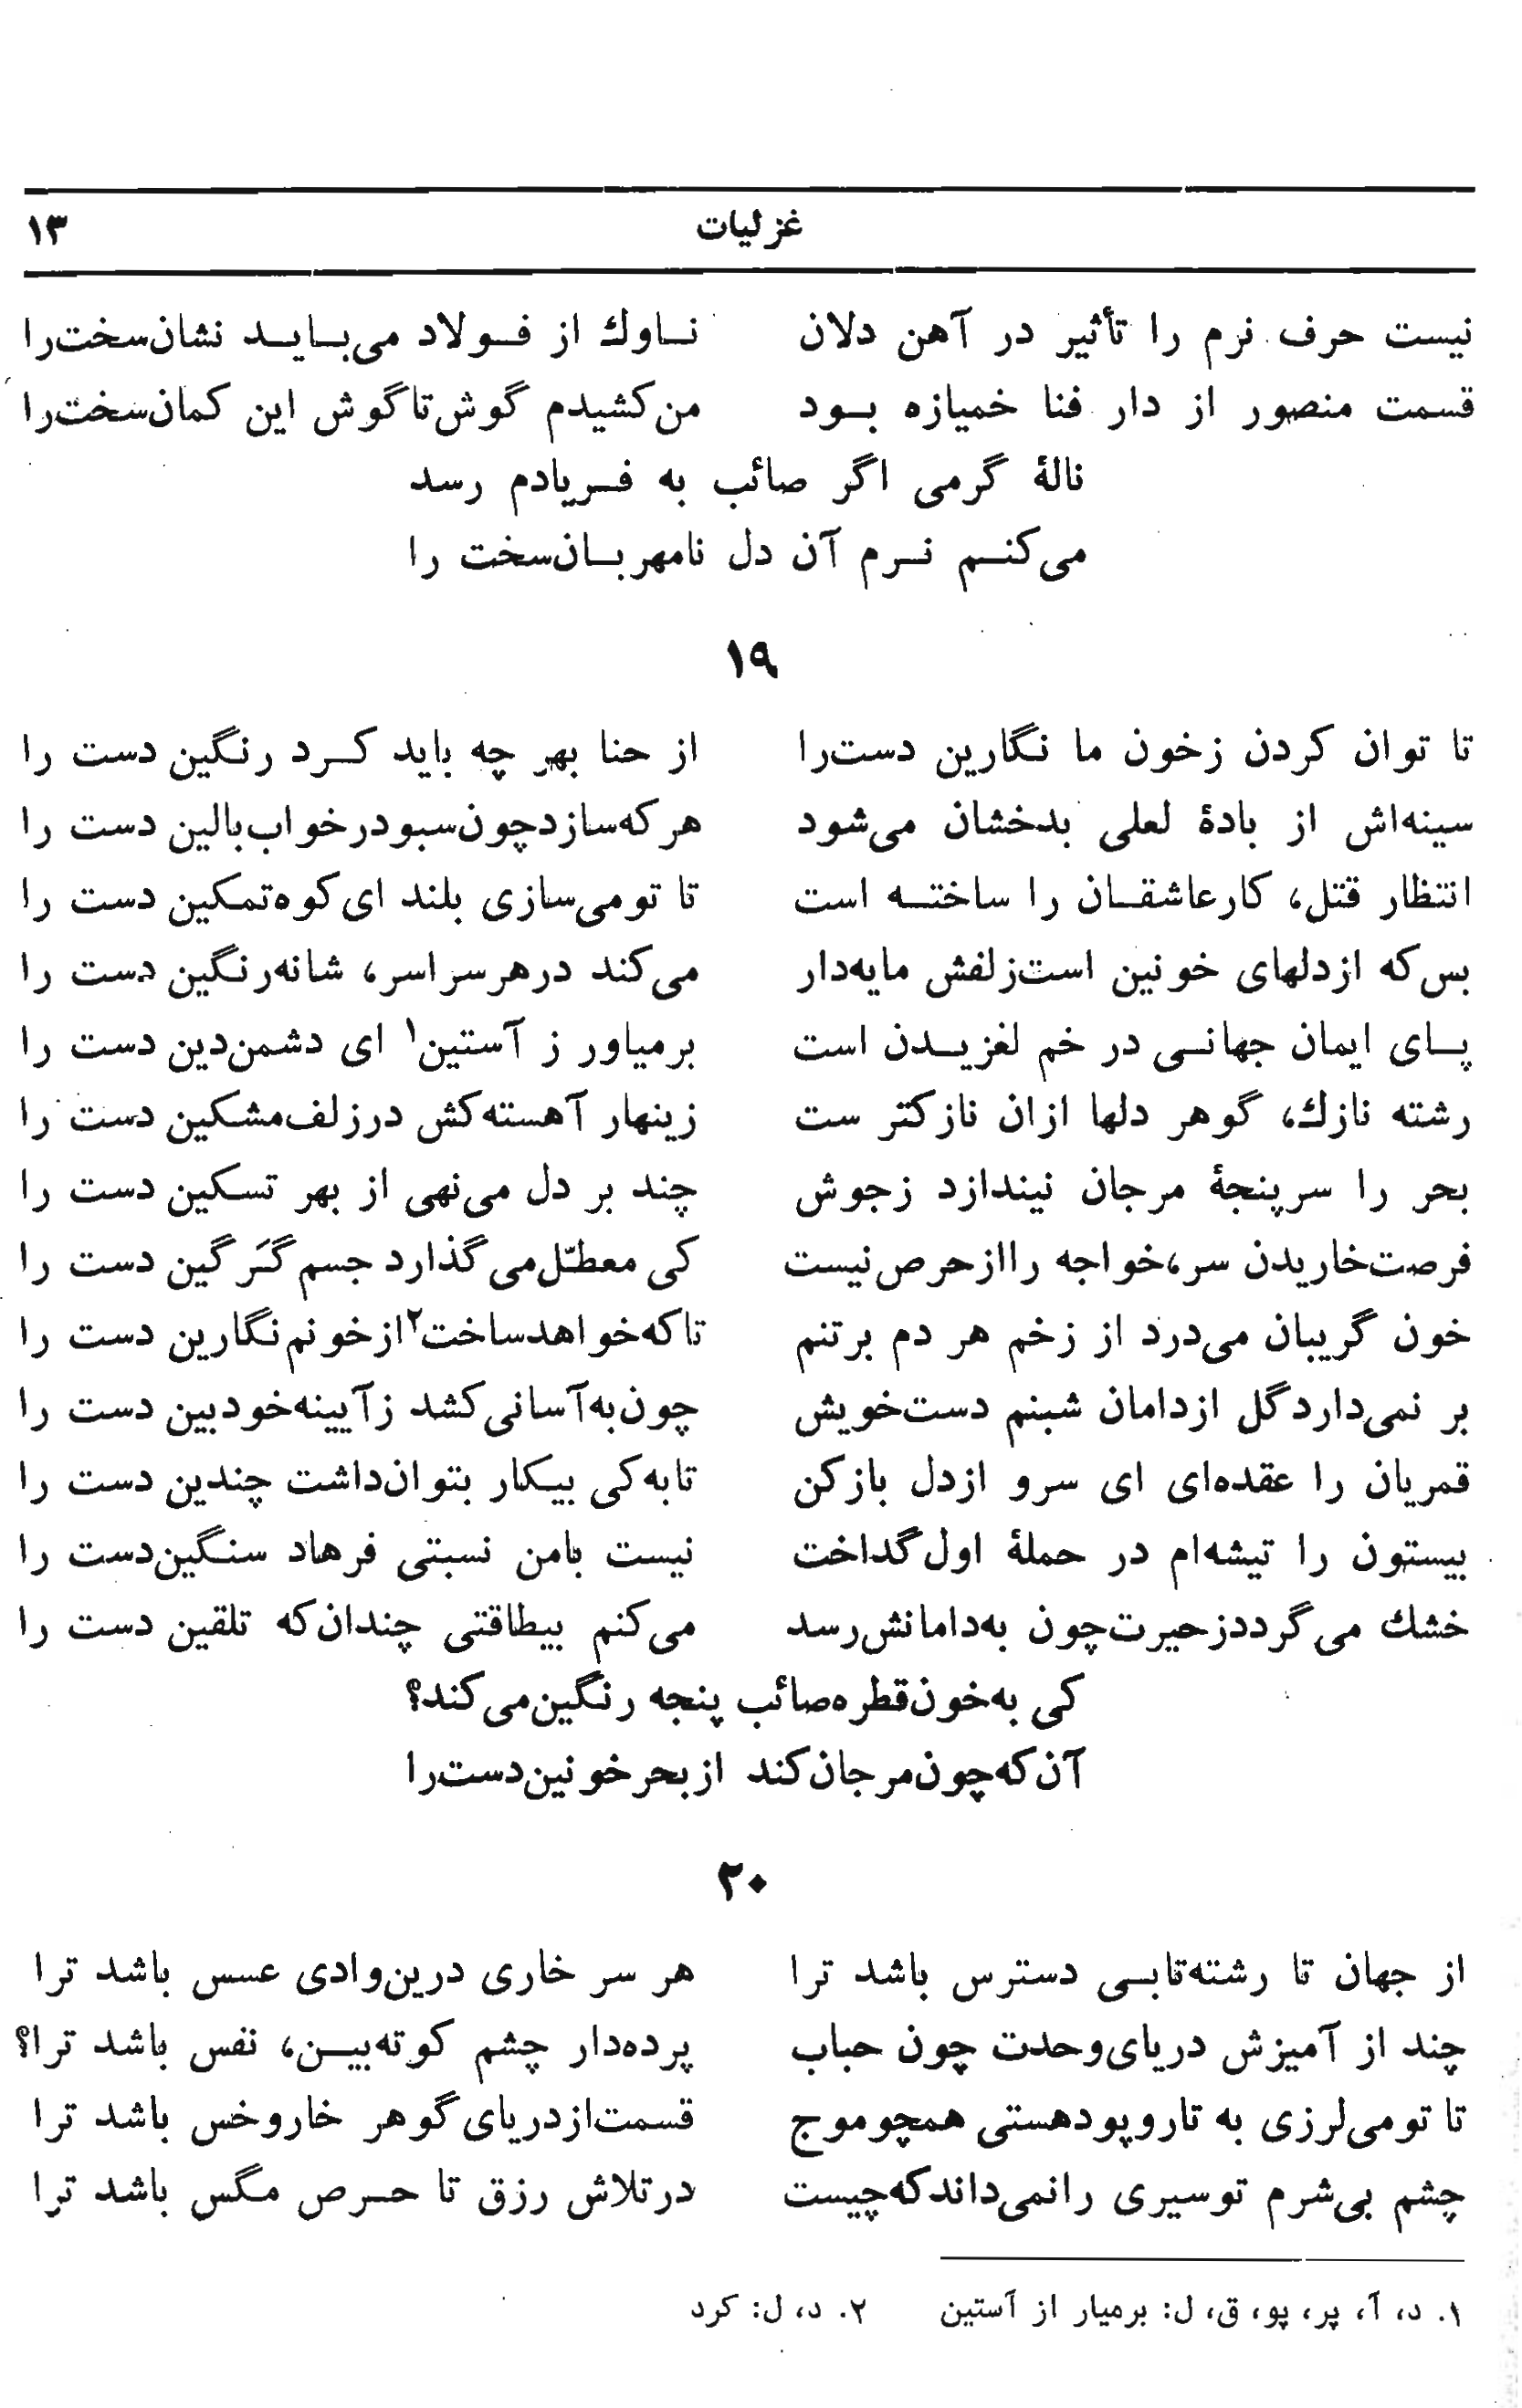 غزلیات ۱۳
نیست حرف نرم را تأثیر در آهن دلان ناوك از فولاد می‌باید نشان‌سخت‌را
قسمت منصور از دار فنا خمیازه بود من‌کشیدم گوش‌تاگوش این کمان‌سخت‌را
نالهٔ گرمی اگر صائب به فریادم رسد
می‌کنم نرم آن دل نامهربان‌سخت را
۱۹
تا توان کردن زخون ما نگارین دست‌را از حنا بهر چه باید کرد رنگین دست را
سینه‌اش از بادهٔ لعلی بدخشان می‌شود هرکه‌سازدچون‌سبودرخواب‌بالین دست را
انتظار قتل، کارعاشقان را ساخته است تا تومی‌سازی بلند ای‌کوه‌تمکین دست را
بس‌که ازدلهای خونین است‌زلفش مایه‌دار می‌کند درهرسراسر، شانه‌رنگین دست را
پای ایمان جهانی در خم لغزیدن است برمیاور ز آستین۱ ای دشمن‌دین دست را
رشته نازك، گوهر دلها ازان نازکتر ست زینهار آهسته‌کش درزلف‌مشکین دست را
بحر را سرپنجهٔ مرجان نیندازد زجوش چند بر دل می‌نهی از بهر تسکین دست را
فرصت‌خاریدن سر،خواجه راازحرص‌نیست کی معطّل‌می‌گذارد جسم‌گَرگین دست را
خون گریبان می‌درد از زخم هر دم برتنم تاکه‌خواهدساخت۲ازخونم‌نگارین دست را
بر نمی‌داردگل ازدامان شبنم دست‌خویش چون‌به‌آسانی‌کشد زآیینه‌خودبین دست را
قمریان را عقده‌ای ای سرو ازدل بازکن تابه‌کی بیکار بتوان‌داشت چندین دست را
بیستون را تیشه‌ام در حملهٔ اول‌گداخت نیست بامن نسبتی فرهاد سنگین‌دست را
خشك می‌گرددزحیرت‌چون به‌دامانش‌رسد می‌کنم بیطاقتی چندان‌که تلقین دست را
کی به‌خون‌قطره‌صائب پنجه رنگین‌می‌کند؟
آن‌که‌چون‌مرجان‌کند ازبحرخونین‌دست‌را
۲۰
از جهان تا رشته‌تابی دسترس باشد ترا هر سر خاری درین‌وادی عسس باشد ترا
چند از آمیزش دریای‌وحدت چون حباب پرده‌دار چشم کوته‌بین، نفس باشد ترا؟
تا تومی‌لرزی به تاروپودهستی همچوموج قسمت‌ازدریای‌گوهر خاروخس باشد ترا
چشم بی‌شرم توسیری رانمی‌داندکه‌چیست درتلاش رزق تا حرص مگس باشد ترا
۱. د، آ، پر، پو، ق، ل: برمیار از آستین ۲. د، ل: کرد